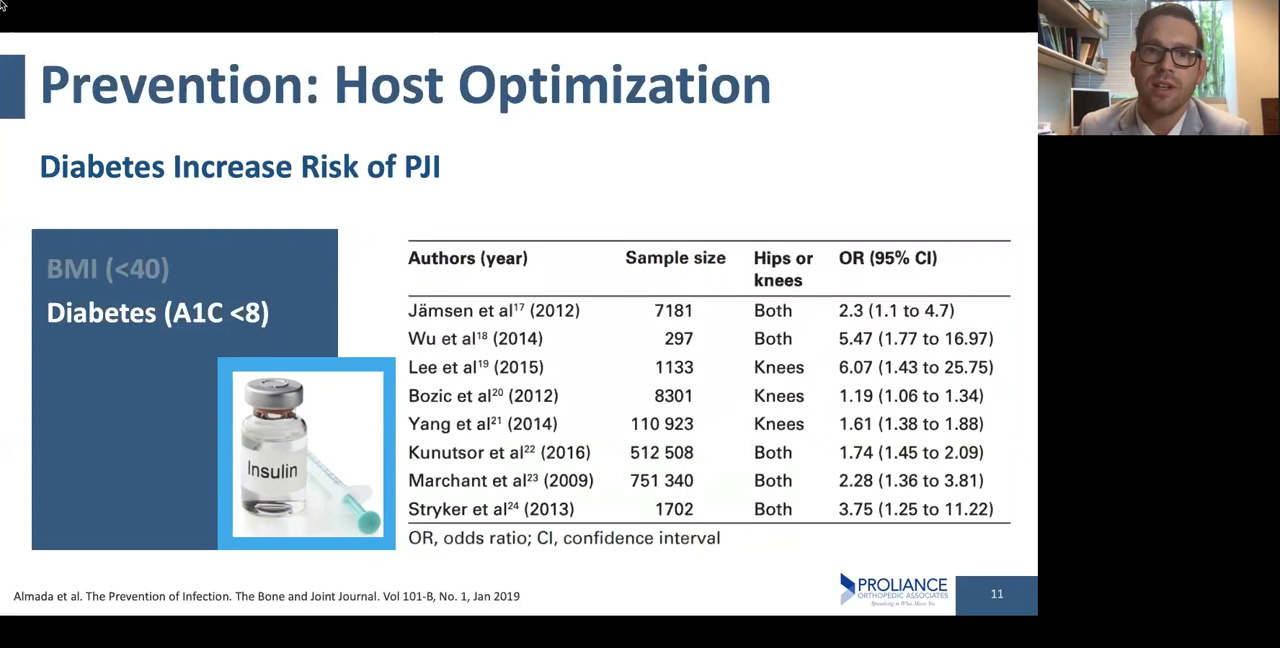 Prevention: Host Optimization
Diabetes Increase Risk of PJI
BMI (<40)
Diabetes (A1C <8)
Insulin
Authors (year) Sample size Hips or knees OR (95% CI)
Jämsen et al17 (2012) 7181 Both 2.3 (1.1 to 4.7)
Wu et al18 (2014) 297 Both 5.47 (1.77 to 16.97)
Lee et al19 (2015) 1133 Knees 6.07 (1.43 to 25.75)
Bozic et al20 (2012) 8301 Knees 1.19 (1.06 to 1.34)
Yang et al21 (2014) 110 923 Knees 1.61 (1.38 to 1.88)
Kunutsor et al22 (2016) 512 508 Both 1.74 (1.45 to 2.09)
Marchant et al23 (2009) 751 340 Both 2.28 (1.36 to 3.81)
Stryker et al24 (2013) 1702 Both 3.75 (1.25 to 11.22)
OR, odds ratio; CI, confidence interval
Almada et al. The Prevention of Infection. The Bone and Joint Journal. Vol 101-B, No. 1, Jan 2019
PROLIANCE
ORTHOPEDIC ASSOCIATES
Specializing in What Moves You
11